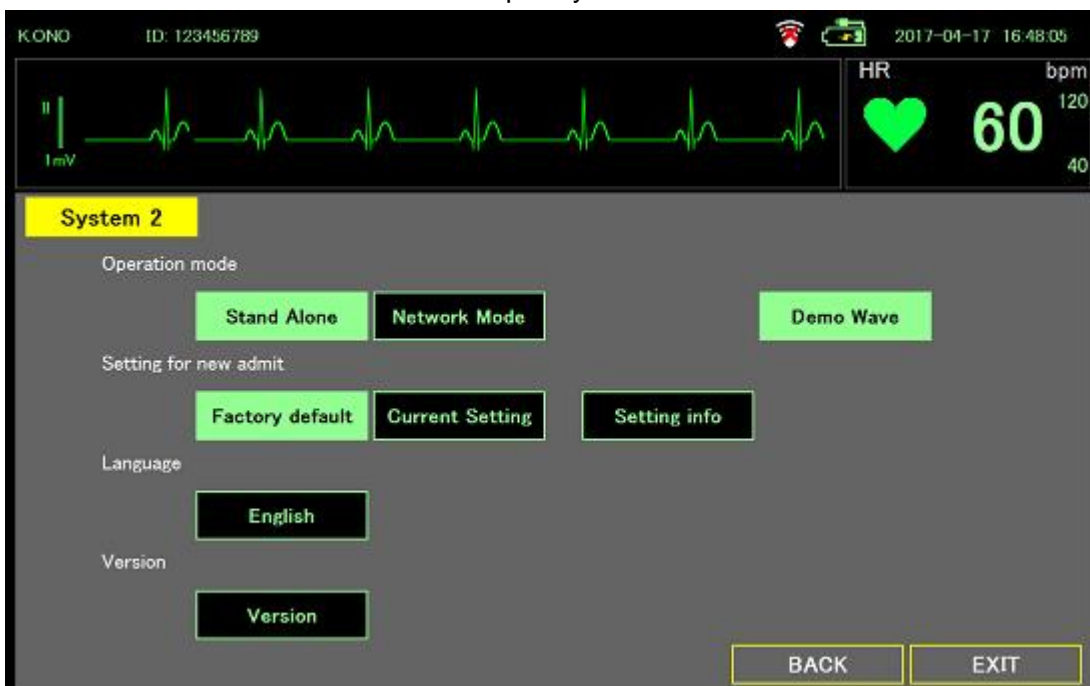 KONO ID: 123456789 2017-04-17 16:48:05
HR bpm
II
1mV
60
120
40
System 2
Operation mode
Stand Alone Network Mode Demo Wave
Setting for new admit
Factory default Current Setting Setting info
Language
English
Version
Version
BACK EXIT